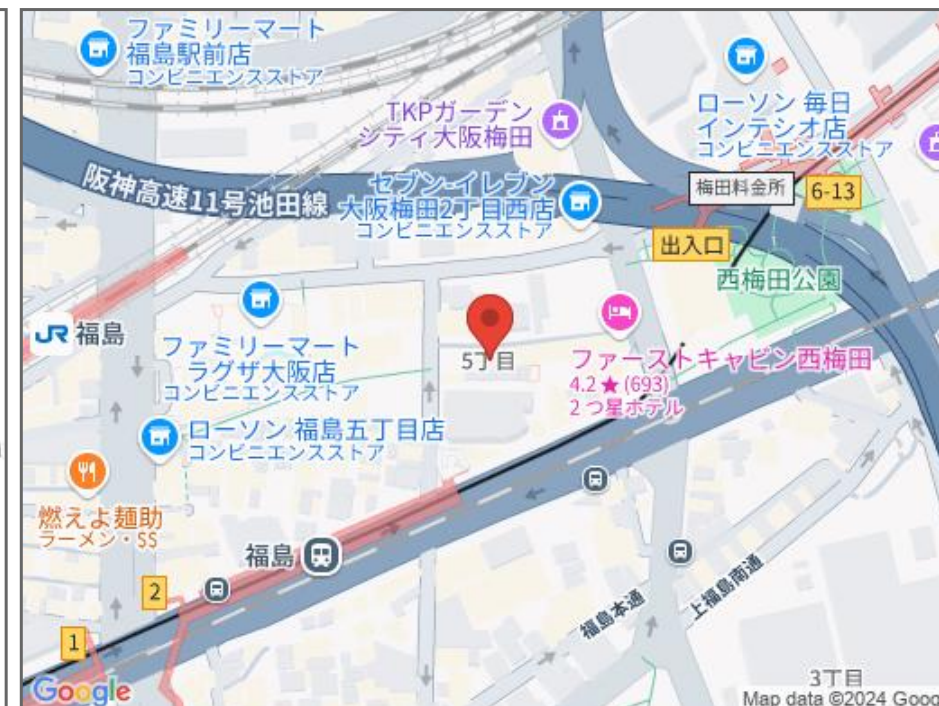 ファミリーマート
福島駅前店
コンビニエンスストア
TKPガーデン
シティ大阪梅田
ローソン 毎日
インテシオ店
コンビニエンスストア
阪神高速11号池田線
セブン-イレブン
大阪梅田2丁目西店
コンビニエンスストア
梅田料金所
6-13
出入口
西梅田公園
JR 福島
ファミリーマート
ラグザ大阪店
コンビニエンスストア
5丁目
ファーストキャビン西梅田
4.2★(693)
2 つ星ホテル
ローソン 福島五丁目店
コンビニエンスストア
燃えよ麺助
ラーメン・SS
福島
2
1
福島本通
上福島南通
3丁目
Google
Map data ©2024 Goog